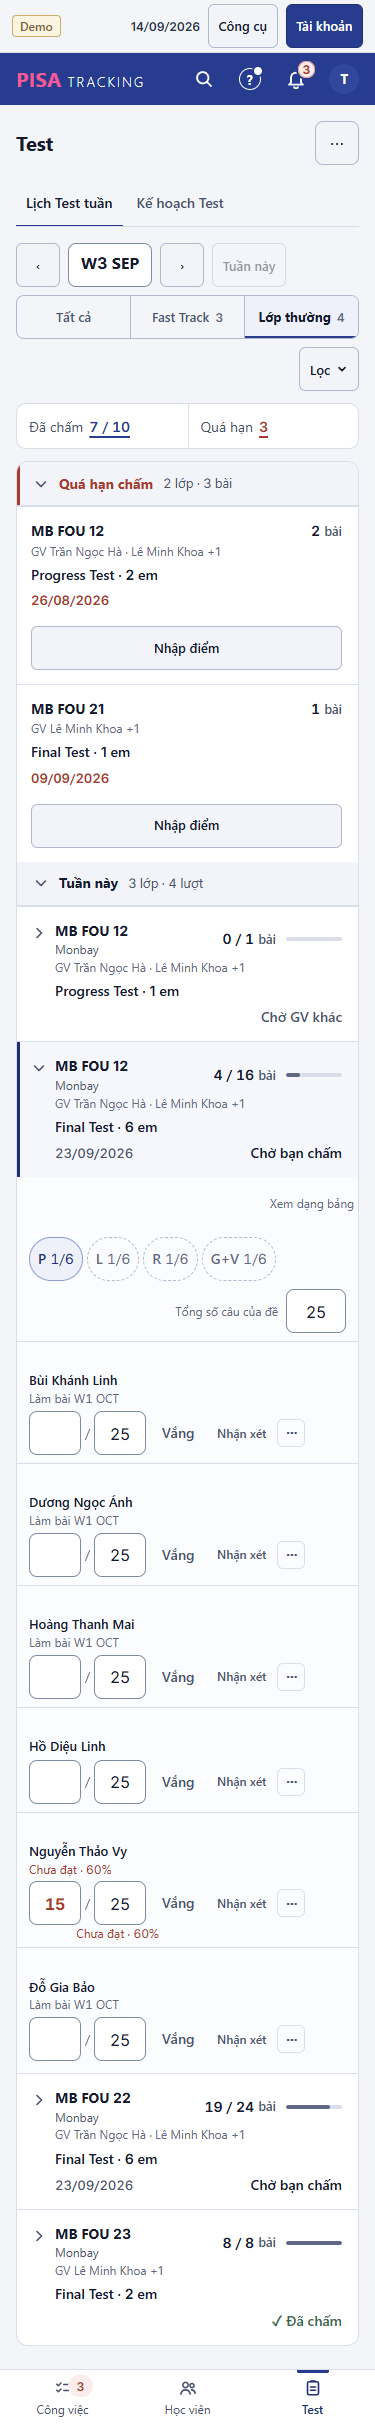 Demo
14/09/2026
Công cụ
Tài khoản
PISA TRACKING
?
3
T
Test
...
Lịch Test tuần
Kế hoạch Test
‹
W3 SEP
›
Tuần này
Tất cả
Fast Track 3
Lớp thường 4
Lọc
Đã chấm 7 / 10
Quá hạn 3
Quá hạn chấm 2 lớp · 3 bài
MB FOU 12 2 bài
GV Trần Ngọc Hà · Lê Minh Khoa +1
Progress Test · 2 em
26/08/2026
Nhập điểm
MB FOU 21 1 bài
GV Lê Minh Khoa +1
Final Test · 1 em
09/09/2026
Nhập điểm
Tuần này 3 lớp · 4 lượt
MB FOU 12 0 / 1 bài
Monbay
GV Trần Ngọc Hà · Lê Minh Khoa +1
Progress Test · 1 em
Chờ GV khác
MB FOU 12 4 / 16 bài
Monbay
GV Trần Ngọc Hà · Lê Minh Khoa +1
Final Test · 6 em
23/09/2026 Chờ bạn chấm
Xem dạng bảng
P 1/6 L 1/6 R 1/6 G+V 1/6
Tổng số câu của đề 25
Bùi Khánh Linh
Làm bài W1 OCT
/ 25 Vắng Nhận xét ...
Dương Ngọc Ánh
Làm bài W1 OCT
/ 25 Vắng Nhận xét ...
Hoàng Thanh Mai
Làm bài W1 OCT
/ 25 Vắng Nhận xét ...
Hồ Diệu Linh
/ 25 Vắng Nhận xét ...
Nguyễn Thảo Vy
Chưa đạt · 60%
15 / 25 Vắng Nhận xét ...
Chưa đạt · 60%
Đỗ Gia Bảo
Làm bài W1 OCT
/ 25 Vắng Nhận xét ...
MB FOU 22 19 / 24 bài
Monbay
GV Trần Ngọc Hà · Lê Minh Khoa +1
Final Test · 6 em
23/09/2026 Chờ bạn chấm
MB FOU 23 8 / 8 bài
Monbay
GV Lê Minh Khoa +1
Final Test · 2 em
✓ Đã chấm
3
Công việc
Học viên
Test